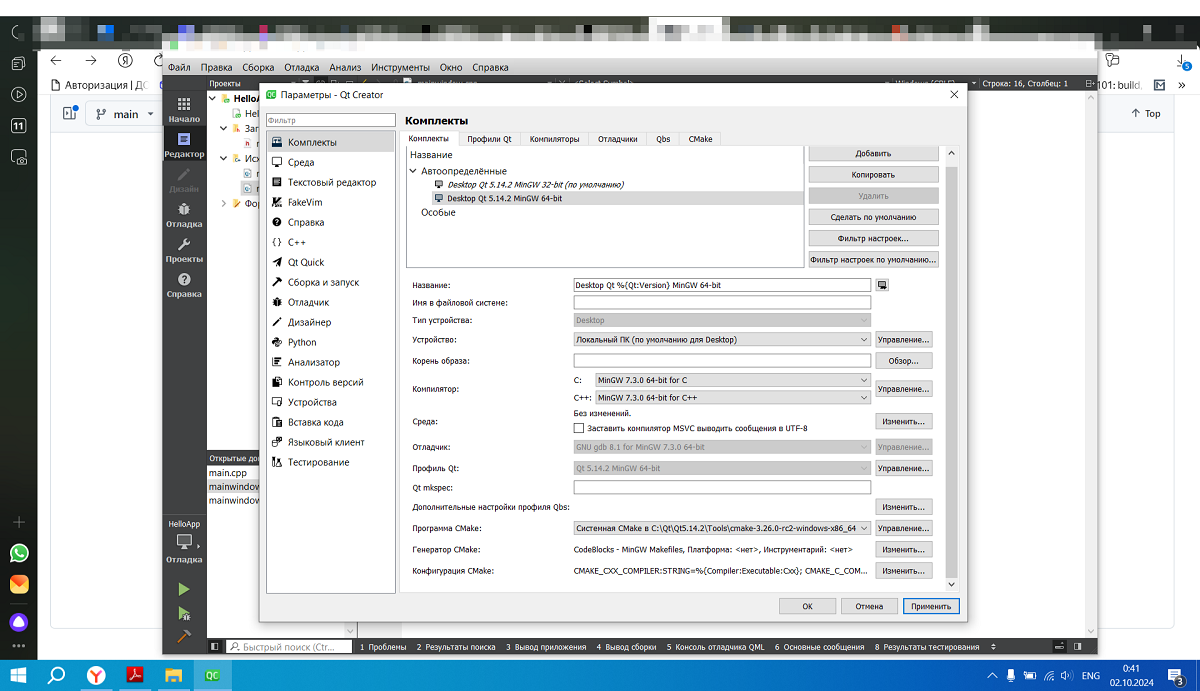 Авторизация | ДО
101: build,
main
Top
11
5
Файл Правка Сборка Отладка Анализ Инструменты Окно Справка
Проекты
Строка: 16, Столбец: 1
Начало
Редактор
Дизайн
Отладка
Проекты
Справка
Открытые до
main.cpp
mainwindow
mainwindow
HelloApp
Отладка
Параметры - Qt Creator
Фильтр
Комплекты
Среда
Текстовый редактор
FakeVim
Справка
{} C++
Qt Quick
Сборка и запуск
Отладчик
Дизайнер
Python
Анализатор
Контроль версий
Устройства
Вставка кода
Языковый клиент
Тестирование
Комплекты
Комплекты Профили Qt Компиляторы Отладчики Qbs CMake
Название
Автоопределённые
Desktop Qt 5.14.2 MinGW 32-bit (по умолчанию)
Desktop Qt 5.14.2 MinGW 64-bit
Особые
Добавить
Копировать
Удалить
Сделать по умолчанию
Фильтр настроек...
Фильтр настроек по умолчанию...
Название: Desktop Qt %{Qt:Version} MinGW 64-bit
Имя в файловой системе:
Тип устройства: Desktop
Устройство: Локальный ПК (по умолчанию для Desktop) Управление...
Корень образа: Обзор...
Компилятор: C: MinGW 7.3.0 64-bit for C Управление...
C++: MinGW 7.3.0 64-bit for C++
Без изменений.
Среда: Изменить...
Заставить компилятор MSVC выводить сообщения в UTF-8
Отладчик: GNU gdb 8.1 for MinGW 7.3.0 64-bit Управление...
Профиль Qt: Qt 5.14.2 MinGW 64-bit Управление...
Qt mkspec:
Дополнительные настройки профиля Qbs: Изменить...
Программа CMake: Системная CMake в C:\Qt\Qt5.14.2\Tools\cmake-3.26.0-rc2-windows-x86_64 Управление...
Генератор CMake: CodeBlocks - MinGW Makefiles, Платформа: <нет>, Инструментарий: <нет> Изменить...
Конфигурация CMake: CMAKE_CXX_COMPILER:STRING=%{Compiler:Executable:Cxx}; CMAKE_C_COM... Изменить...
OK Отмена Применить
Быстрый поиск (Ctr...
1 Проблемы 2 Результаты поиска 3 Вывод приложения 4 Вывод сборки 5 Консоль отладчика QML 6 Основные сообщения 8 Результаты тестирования
ENG
0:41
02.10.2024
3